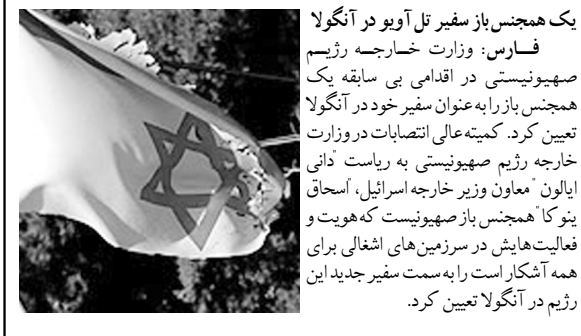 یک همجنس‌باز سفیر تل آویو در آنگولا
فــارس: وزارت خــارجــه رژیــم
صهیونیستی در اقدامی بی سابقه یک
همجنس باز را به عنوان سفیر خود در آنگولا
تعیین کرد. کمیته عالی انتصابات در وزارت
خارجه رژیم صهیونیستی به ریاست "دانی
ایالون" معاون وزیر خارجه اسرائیل، "اسحاق
ینوکا" همجنس باز صهیونیست که هویت و
فعالیت‌هایش در سرزمین‌های اشغالی برای
همه آشکار است را به سمت سفیر جدید این
رژیم در آنگولا تعیین کرد.